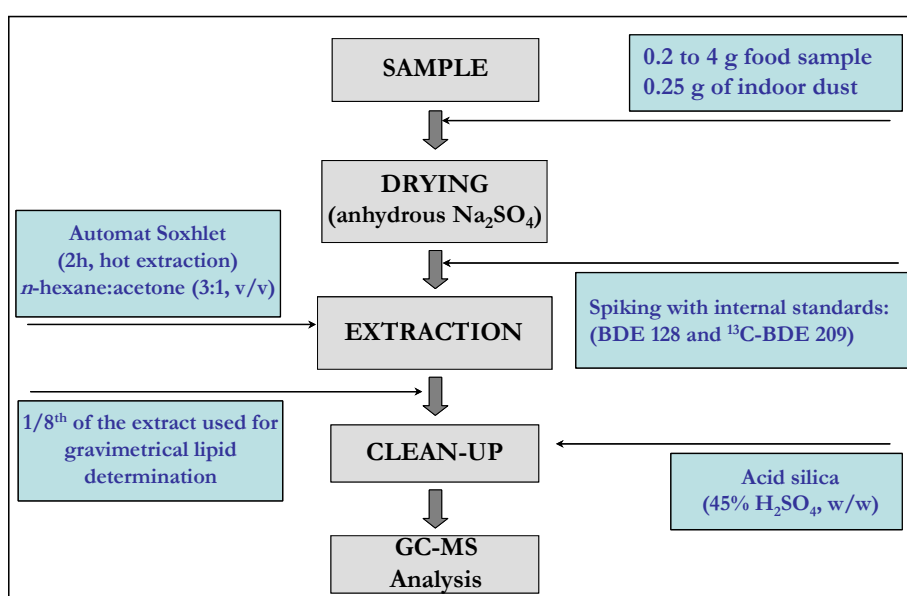 SAMPLE
0.2 to 4 g food sample
0.25 g of indoor dust
DRYING
(anhydrous Na₂SO₄)
Automat Soxhlet
(2h, hot extraction)
n-hexane:acetone (3:1, v/v)
Spiking with internal standards:
(BDE 128 and ¹³C-BDE 209)
EXTRACTION
1/8ᵗʰ of the extract used for
gravimetrical lipid
determination
CLEAN-UP
Acid silica
(45% H₂SO₄, w/w)
GC-MS
Analysis